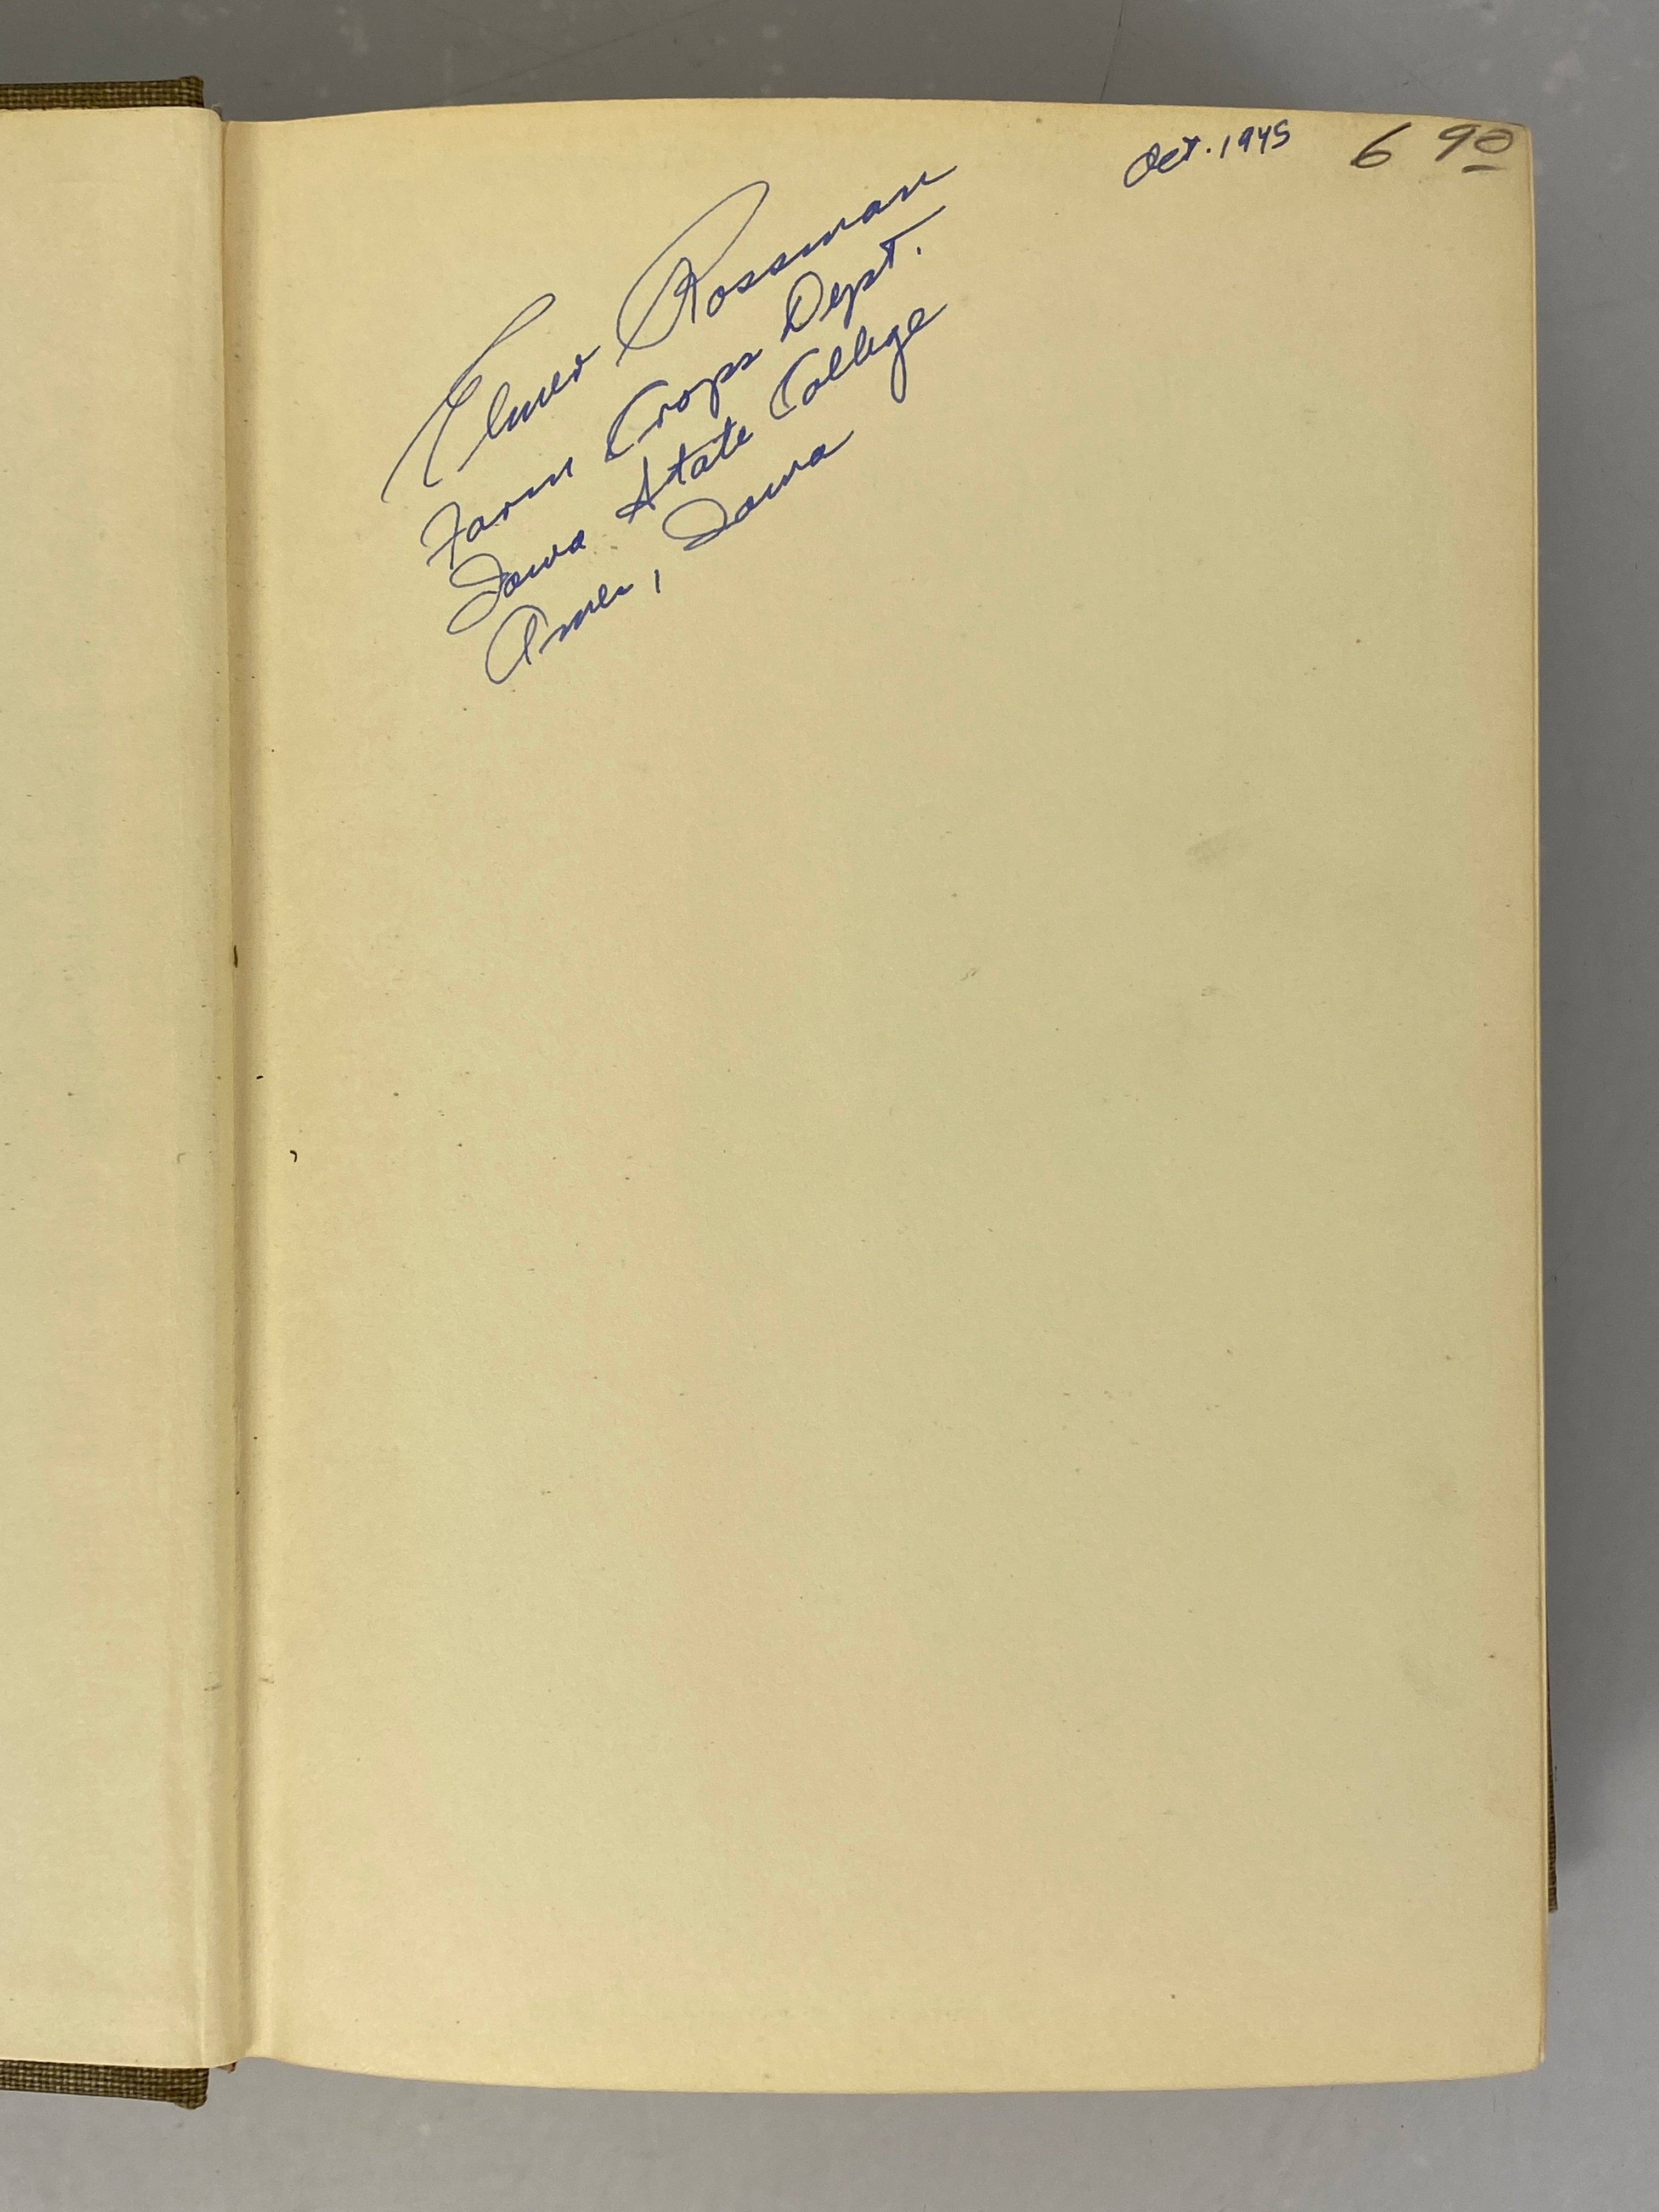 Oct. 1945 6 90
Elmer Rossman
Farm Crops Dept.
Iowa State College
Ames, Iowa